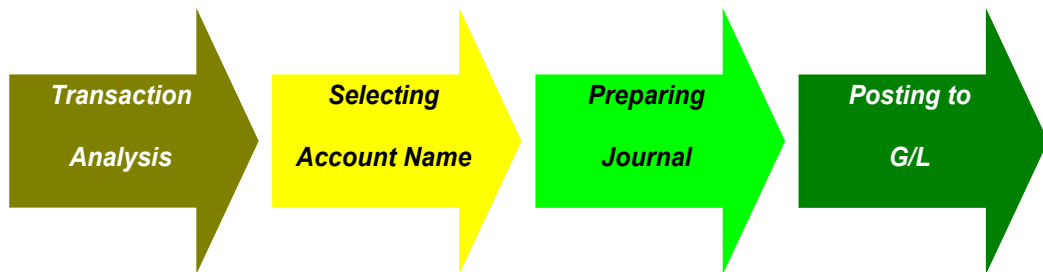 Transaction
Analysis
Selecting
Account Name
Preparing
Journal
Posting to
G/L